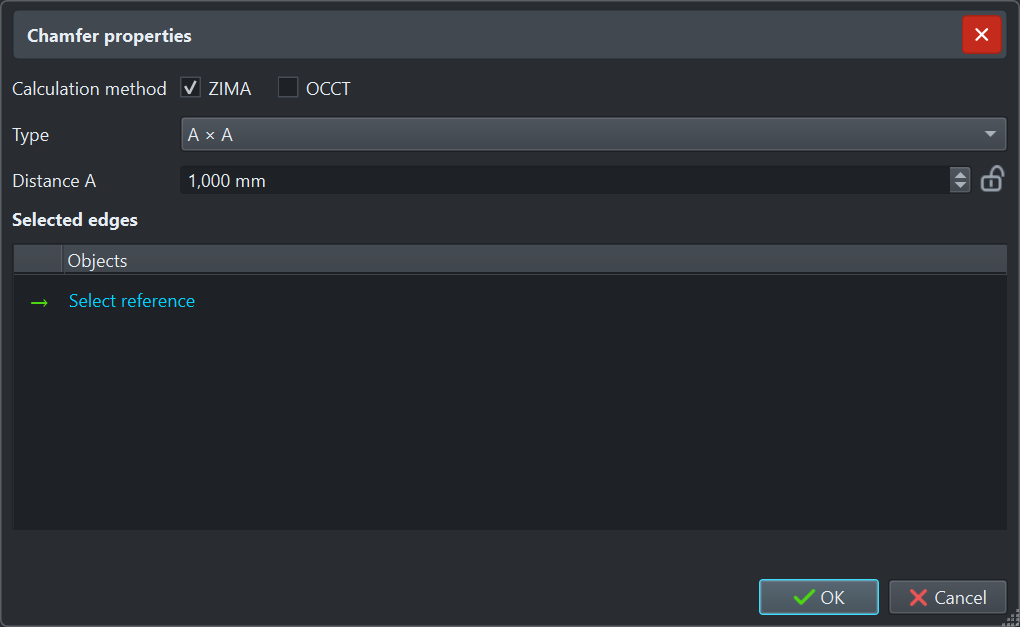 Chamfer properties
Calculation method ZIMA OCCT
Type A × A
Distance A 1,000 mm
Selected edges
Objects
→ Select reference
OK Cancel